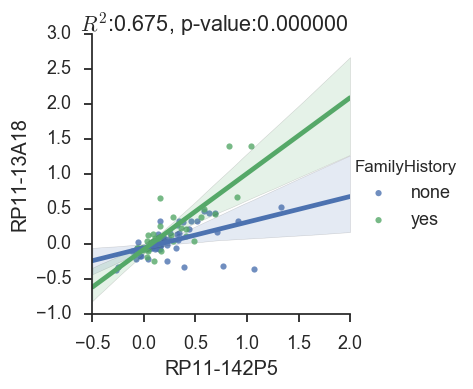 R²:0.675, p-value:0.000000
3.0
2.5
2.0
1.5
1.0
0.5
0.0
−0.5
−1.0
RP11-13A18
−0.5 0.0 0.5 1.0 1.5 2.0
RP11-142P5
FamilyHistory
none
yes